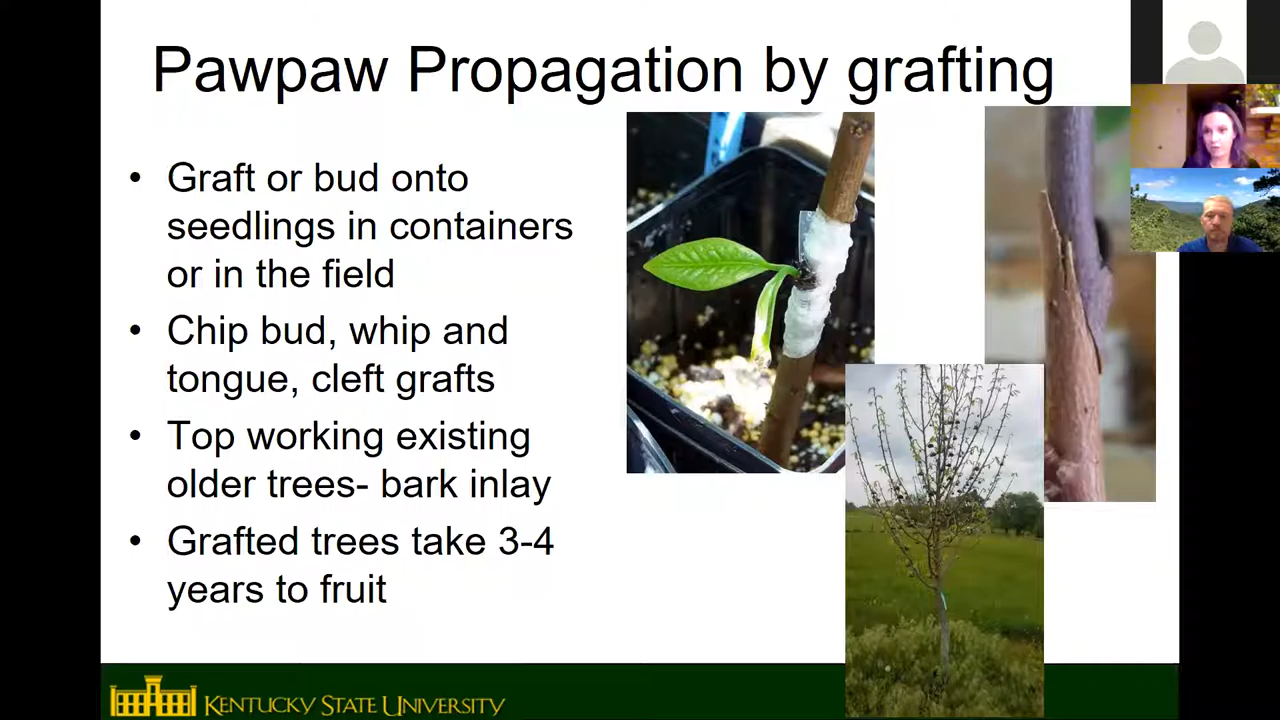 Pawpaw Propagation by grafting
• Graft or bud onto
seedlings in containers
or in the field
• Chip bud, whip and
tongue, cleft grafts
• Top working existing
older trees- bark inlay
• Grafted trees take 3-4
years to fruit
KENTUCKY STATE UNIVERSITY